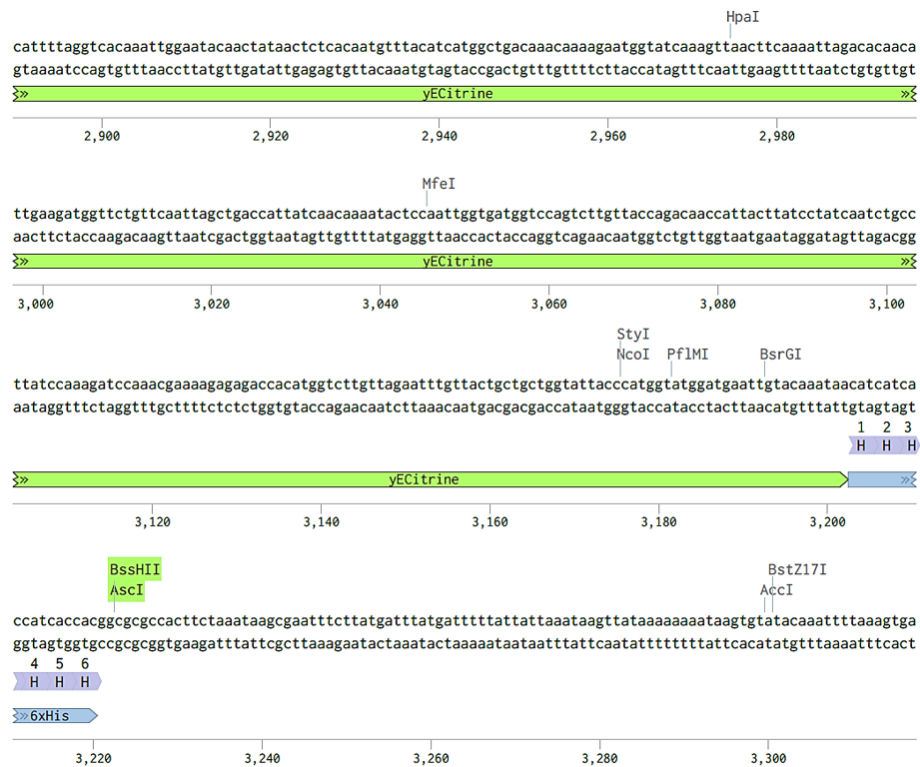 HpaI
cattttaggtcacaaattggaatacaactataactctcacaatgtttacatcatggctgacaaacaaaagaatggtatcaaagttaacttcaaaattagacacaaca
gtaaaatccagtgtttaaccttatgttgatattgagagtgttacaaatgtagtaccgactgtttgttttcttaccatagtttcaattgaagttttaatctgtgttgt
yECitrine
2,900 2,920 2,940 2,960 2,980
MfeI
ttgaagatggttctgttcaattagctgaccattatcaacaaaatactccaattggtgatggtccagtcttgttaccagacaaccattacttatcctatcaatctgcc
aacttctaccaagacaagttaatcgactggtaatagttgttttatgaggttaaccactaccaggtcagaacaatggtctgttggtaatgaataggatagttagacgg
yECitrine
3,000 3,020 3,040 3,060 3,080 3,100
StyI
NcoI PflMI BsrGI
ttatccaaagatccaaacgaaaagagagaccacatggtcttgttagaatttgttactgctgctggtattacccatggtatggatgaattgtacaaataacatcatca
aataggtttctaggtttgcttttctctctggtgtaccagaacaatcttaaacaatgacgacgaccataatgggtaccatacctacttaacatgtttattgtagtagt
1 2 3
H H H
yECitrine
3,120 3,140 3,160 3,180 3,200
BssHII BstZ17I
AscI AccI
ccatcaccacggcgcgccacttctaaataagcgaatttcttatgatttatgatttttattattaaataagttataaaaaaaataagtgtatacaaattttaaagtga
ggtagtggtgccgcgcggtgaagatttattcgcttaaagaatactaaatactaaaaataataatttattcaatattttttttattcacatatgtttaaaatttcact
4 5 6
H H H
6xHis
3,220 3,240 3,260 3,280 3,300